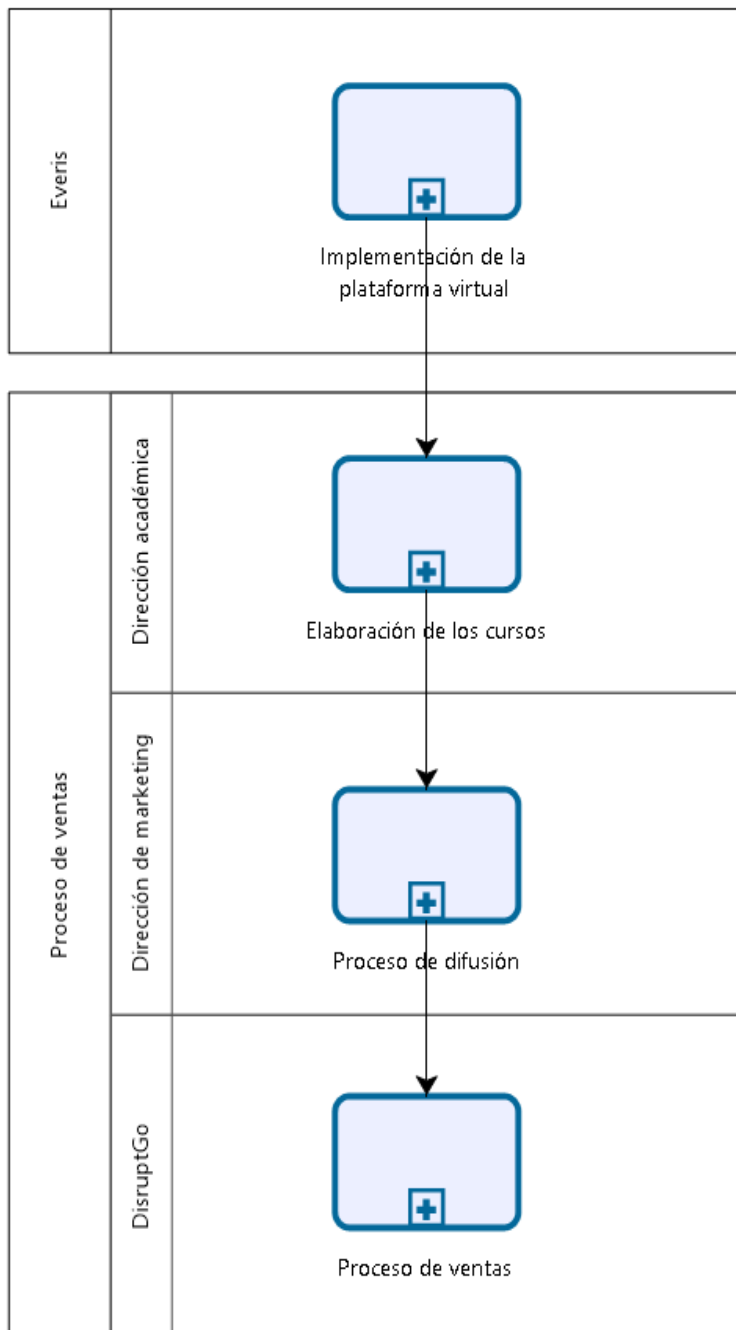 Everis
Implementación de la
plataforma virtual
Proceso de ventas
Dirección académica
Elaboración de los cursos
Dirección de marketing
Proceso de difusión
DisruptGo
Proceso de ventas